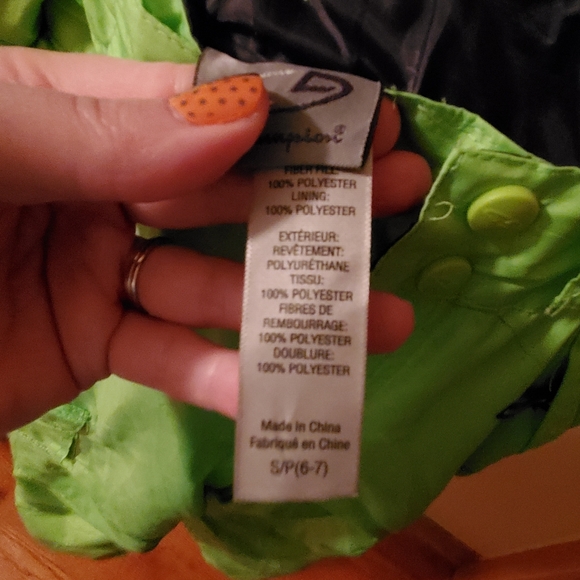 FIBER FILL:
100% POLYESTER
LINING:
100% POLYESTER
EXTÉRIEUR:
REVÊTEMENT:
POLYURÉTHANE
TISSU:
100% POLYESTER
FIBRES DE
REMBOURRAGE:
100% POLYESTER
DOUBLURE:
100% POLYESTER
Made in China
Fabriqué en Chine
S/P(6-7)